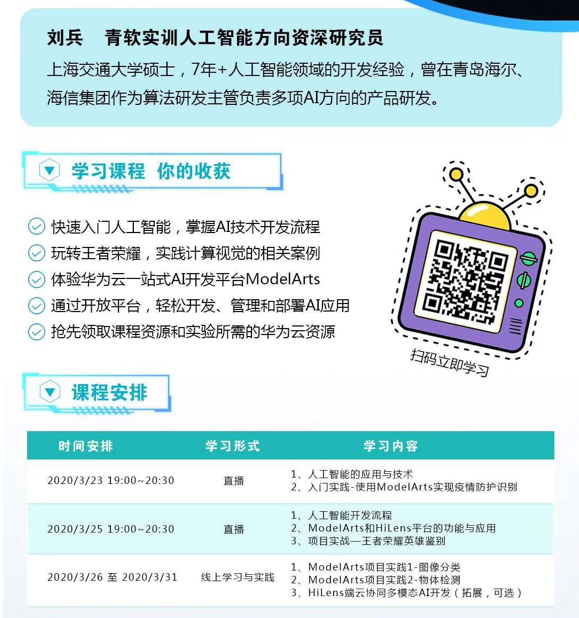 刘兵 青软实训人工智能方向资深研究员
上海交通大学硕士，7年+人工智能领域的开发经验，曾在青岛海尔、
海信集团作为算法研发主管负责多项AI方向的产品研发。
学习课程 你的收获
快速入门人工智能，掌握AI技术开发流程
玩转王者荣耀，实践计算视觉的相关案例
体验华为云一站式AI开发平台ModelArts
通过开放平台，轻松开发、管理和部署AI应用
抢先领取课程资源和实验所需的华为云资源
扫码立即学习
课程安排
时间安排 学习形式 学习内容
2020/3/23 19:00~20:30 直播 1、人工智能的应用与技术
2、入门实践-使用ModelArts实现疫情防护识别
2020/3/25 19:00~20:30 直播 1、人工智能开发流程
2、ModelArts和HiLens平台的功能与应用
3、项目实战—王者荣耀英雄鉴别
2020/3/26 至 2020/3/31 线上学习与实践 1、ModelArts项目实践1-图像分类
2、ModelArts项目实践2-物体检测
3、HiLens端云协同多模态AI开发（拓展，可选）